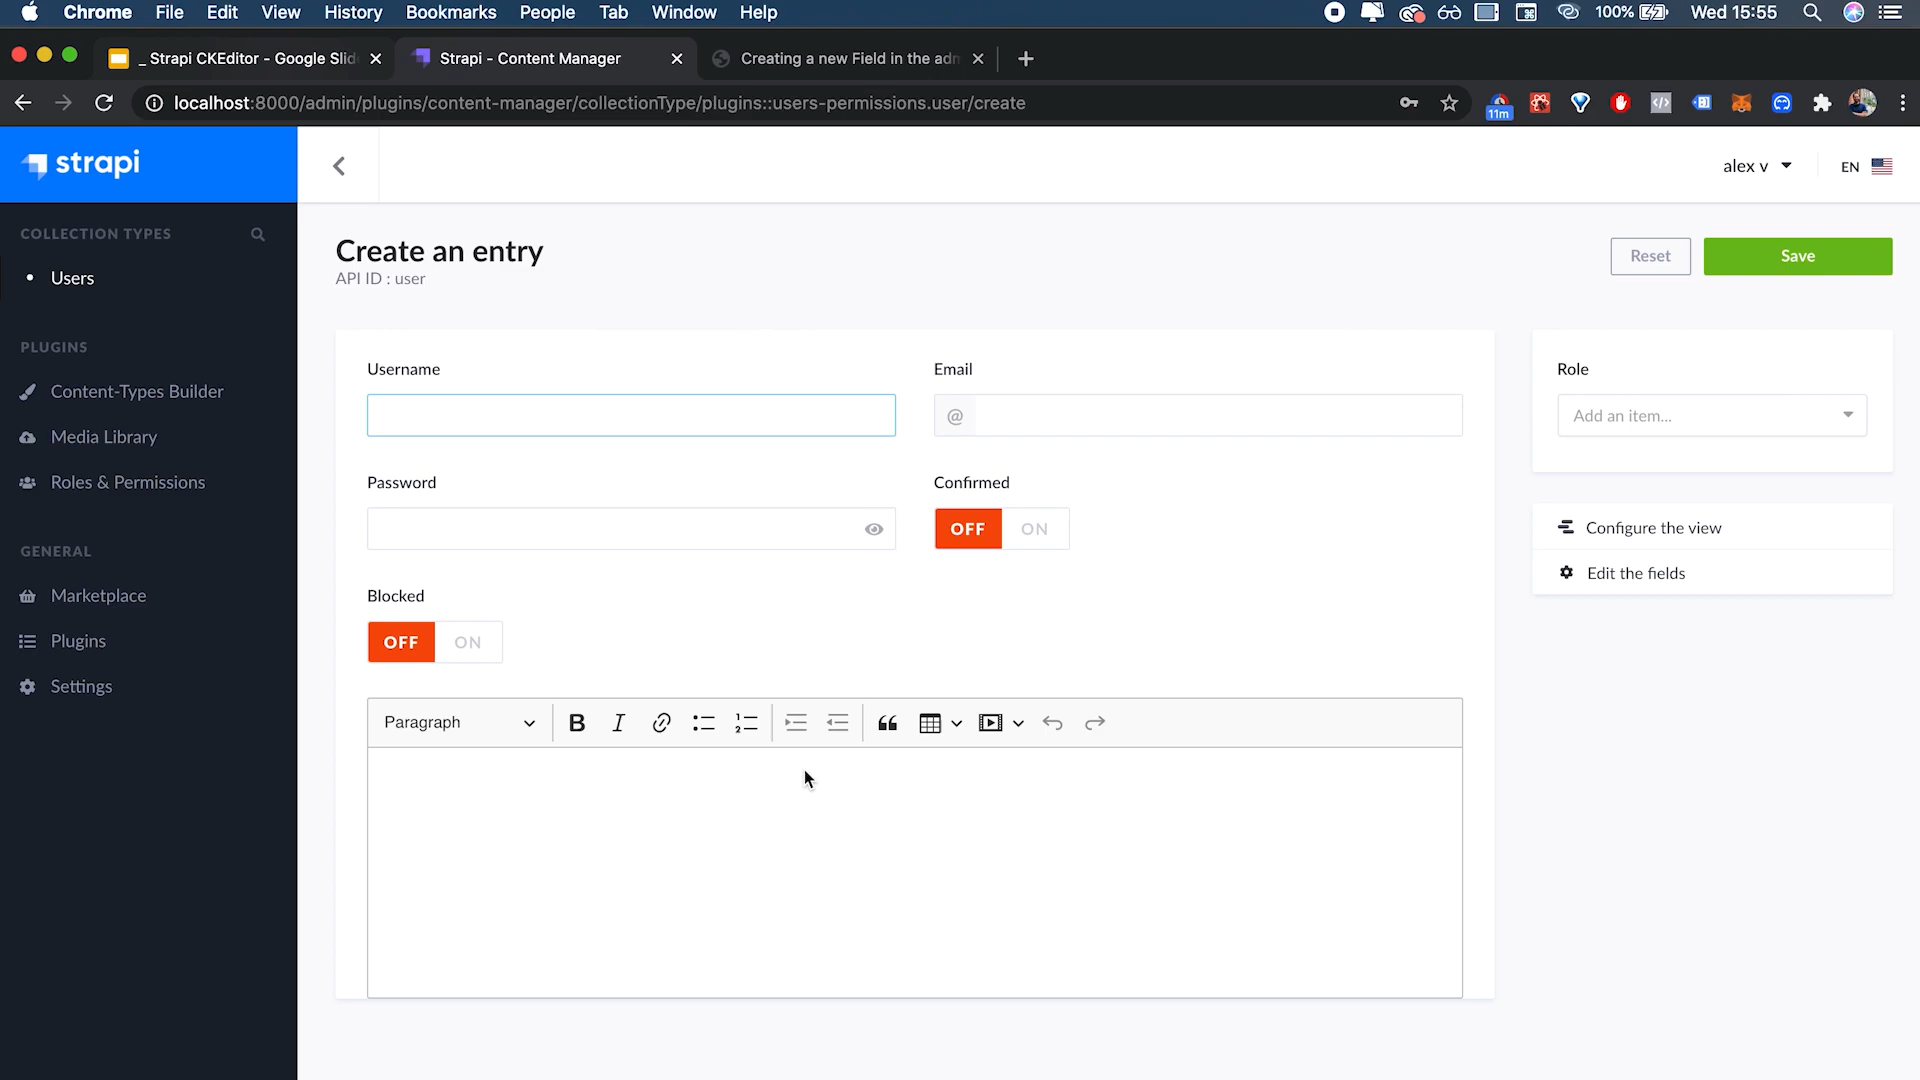 Chrome File Edit View History Bookmarks People Tab Window Help 100% Wed 15:55
_ Strapi CKEditor - Google Slid Strapi - Content Manager Creating a new Field in the adm
localhost:8000/admin/plugins/content-manager/collectionType/plugins::users-permissions.user/create 11m
strapi
alex v EN
COLLECTION TYPES
Users
PLUGINS
Content-Types Builder
Media Library
Roles & Permissions
GENERAL
Marketplace
Plugins
Settings
Create an entry
API ID : user
Reset Save
Username
Email
@
Password
Confirmed
OFF ON
Blocked
OFF ON
Paragraph
Role
Add an item...
Configure the view
Edit the fields